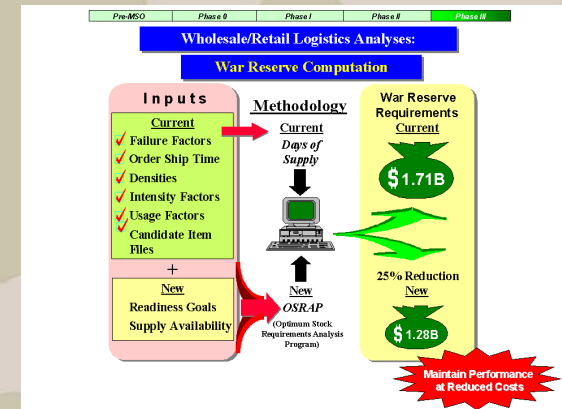 Pre-MSO Phase 0 Phase I Phase II Phase III
Wholesale/Retail Logistics Analyses:
War Reserve Computation
Inputs
Current
Failure Factors
Order Ship Time
Densities
Intensity Factors
Usage Factors
Candidate Item
Files
+
New
Readiness Goals
Supply Availability
Methodology
Current
Days of
Supply
New
OSRAP
(Optimum Stock
Requirements Analysis
Program)
War Reserve
Requirements
Current
$1.71B
25% Reduction
New
$1.28B
Maintain Performance
at Reduced Costs